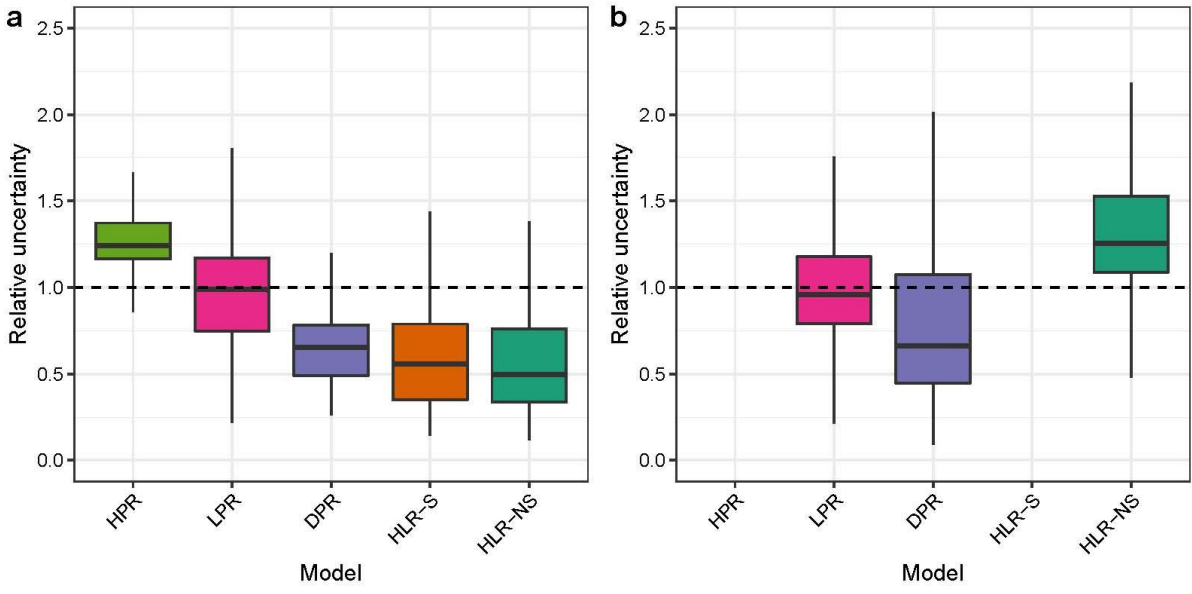 a
2.5
2.0
1.5
1.0
0.5
0.0
Relative uncertainty
HPR
LPR
DPR
HLR-S
HLR-NS
Model
b
2.5
2.0
1.5
1.0
0.5
0.0
Relative uncertainty
HPR
LPR
DPR
HLR-S
HLR-NS
Model